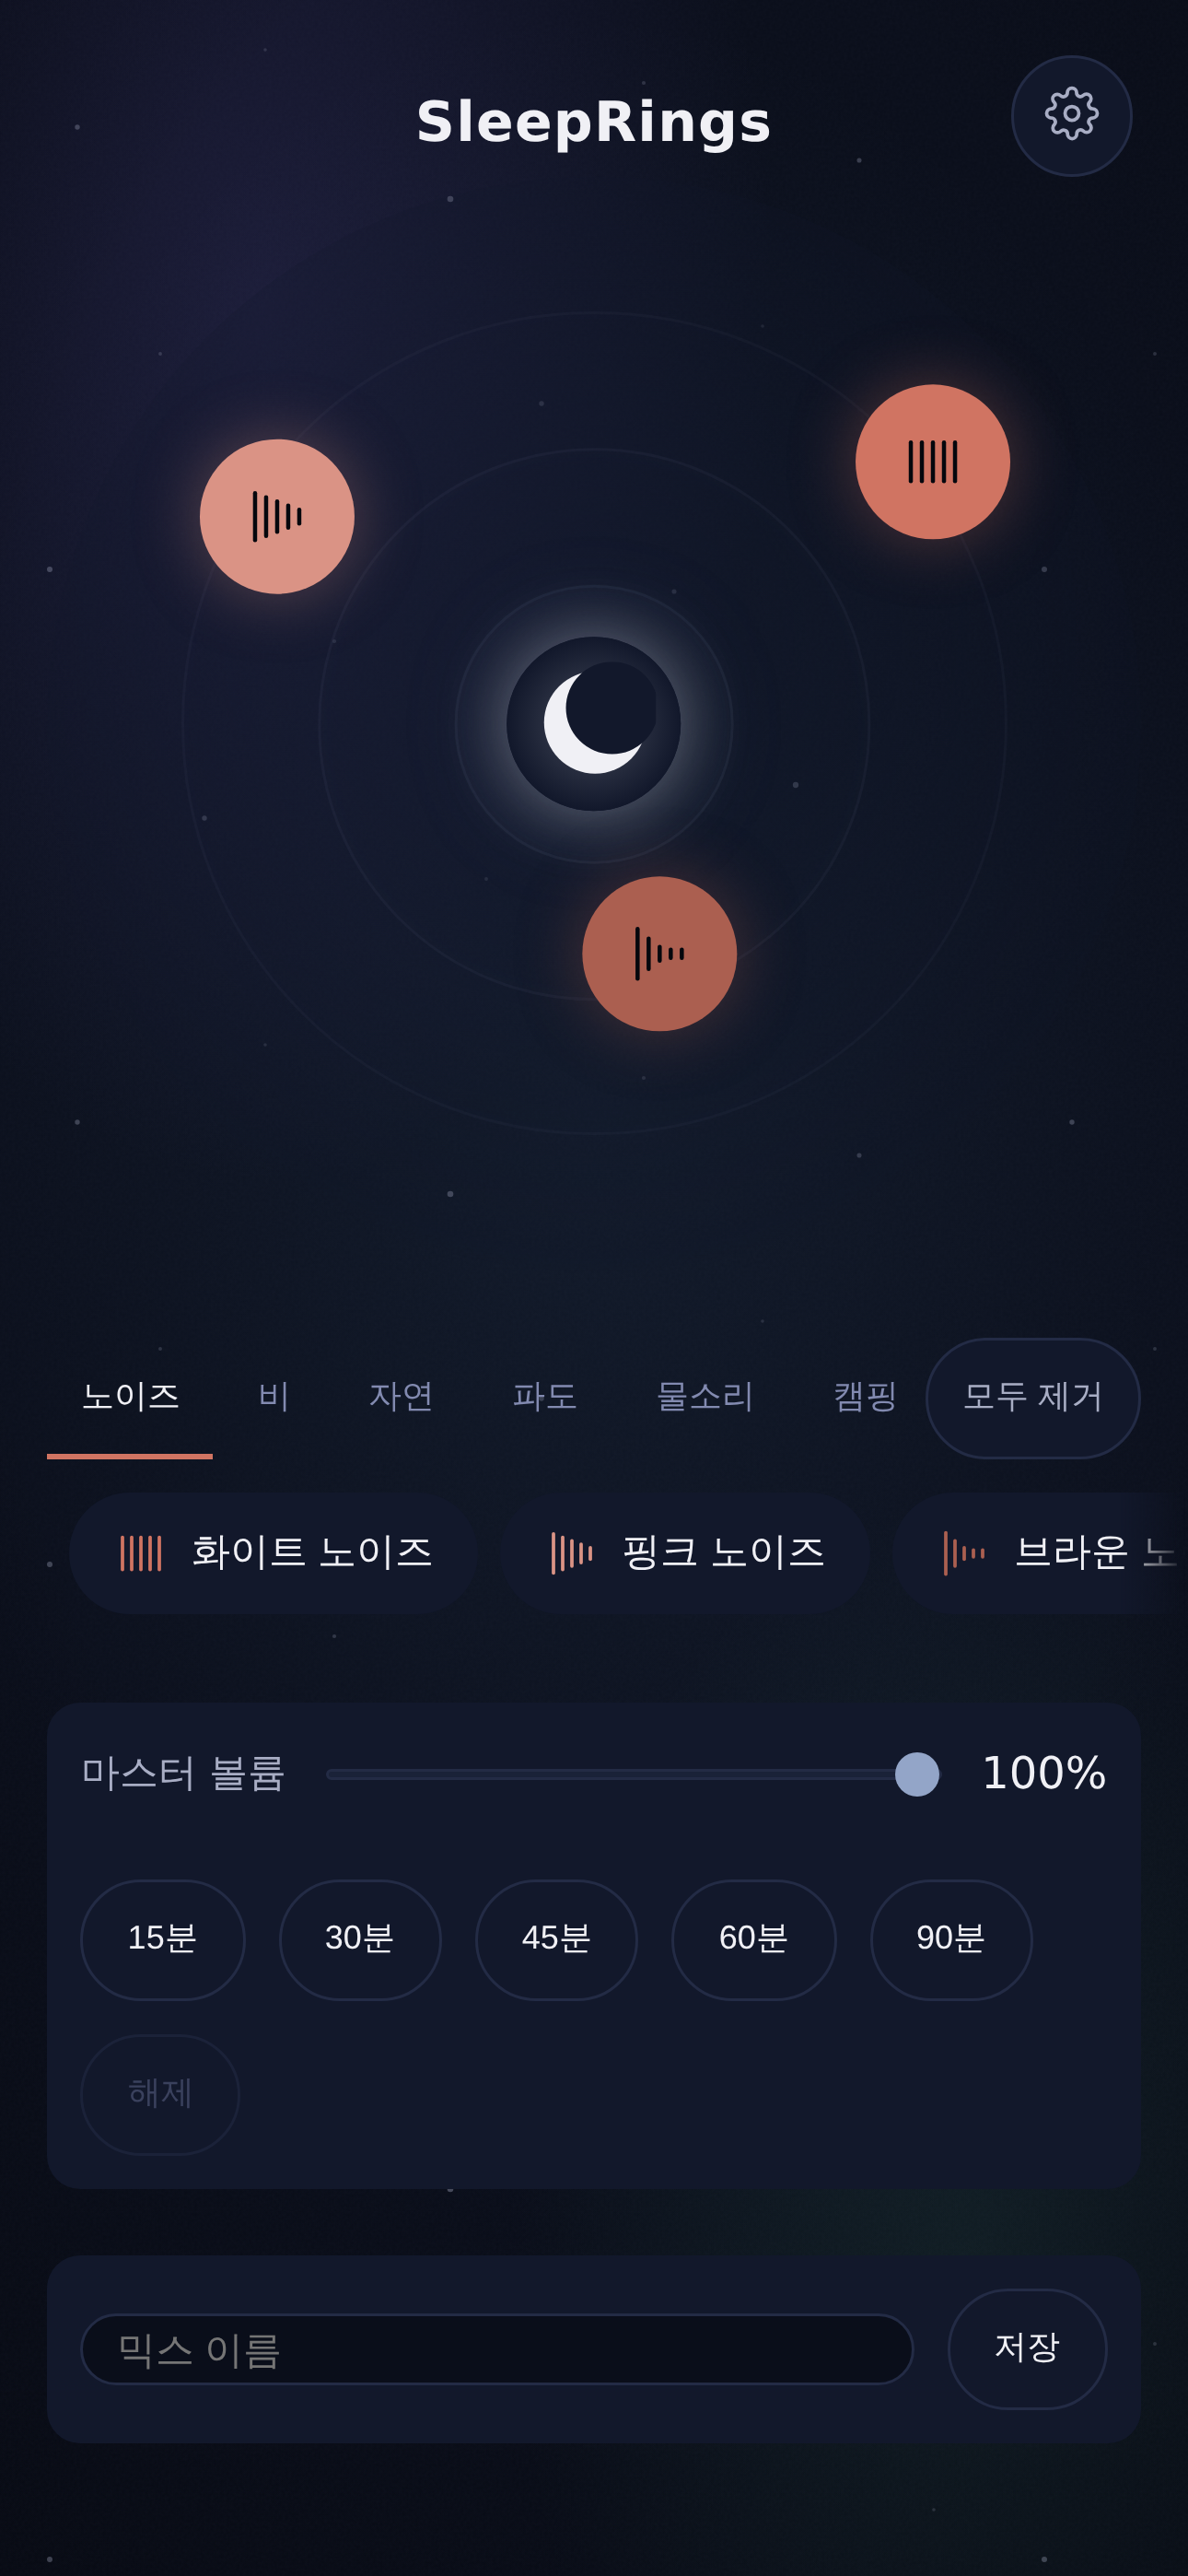 SleepRings
노이즈 비 자연 파도 물소리 캠핑 모두 제거
화이트 노이즈 핑크 노이즈 브라운 노
마스터 볼륨 100%
15분 30분 45분 60분 90분
해제
믹스 이름 저장